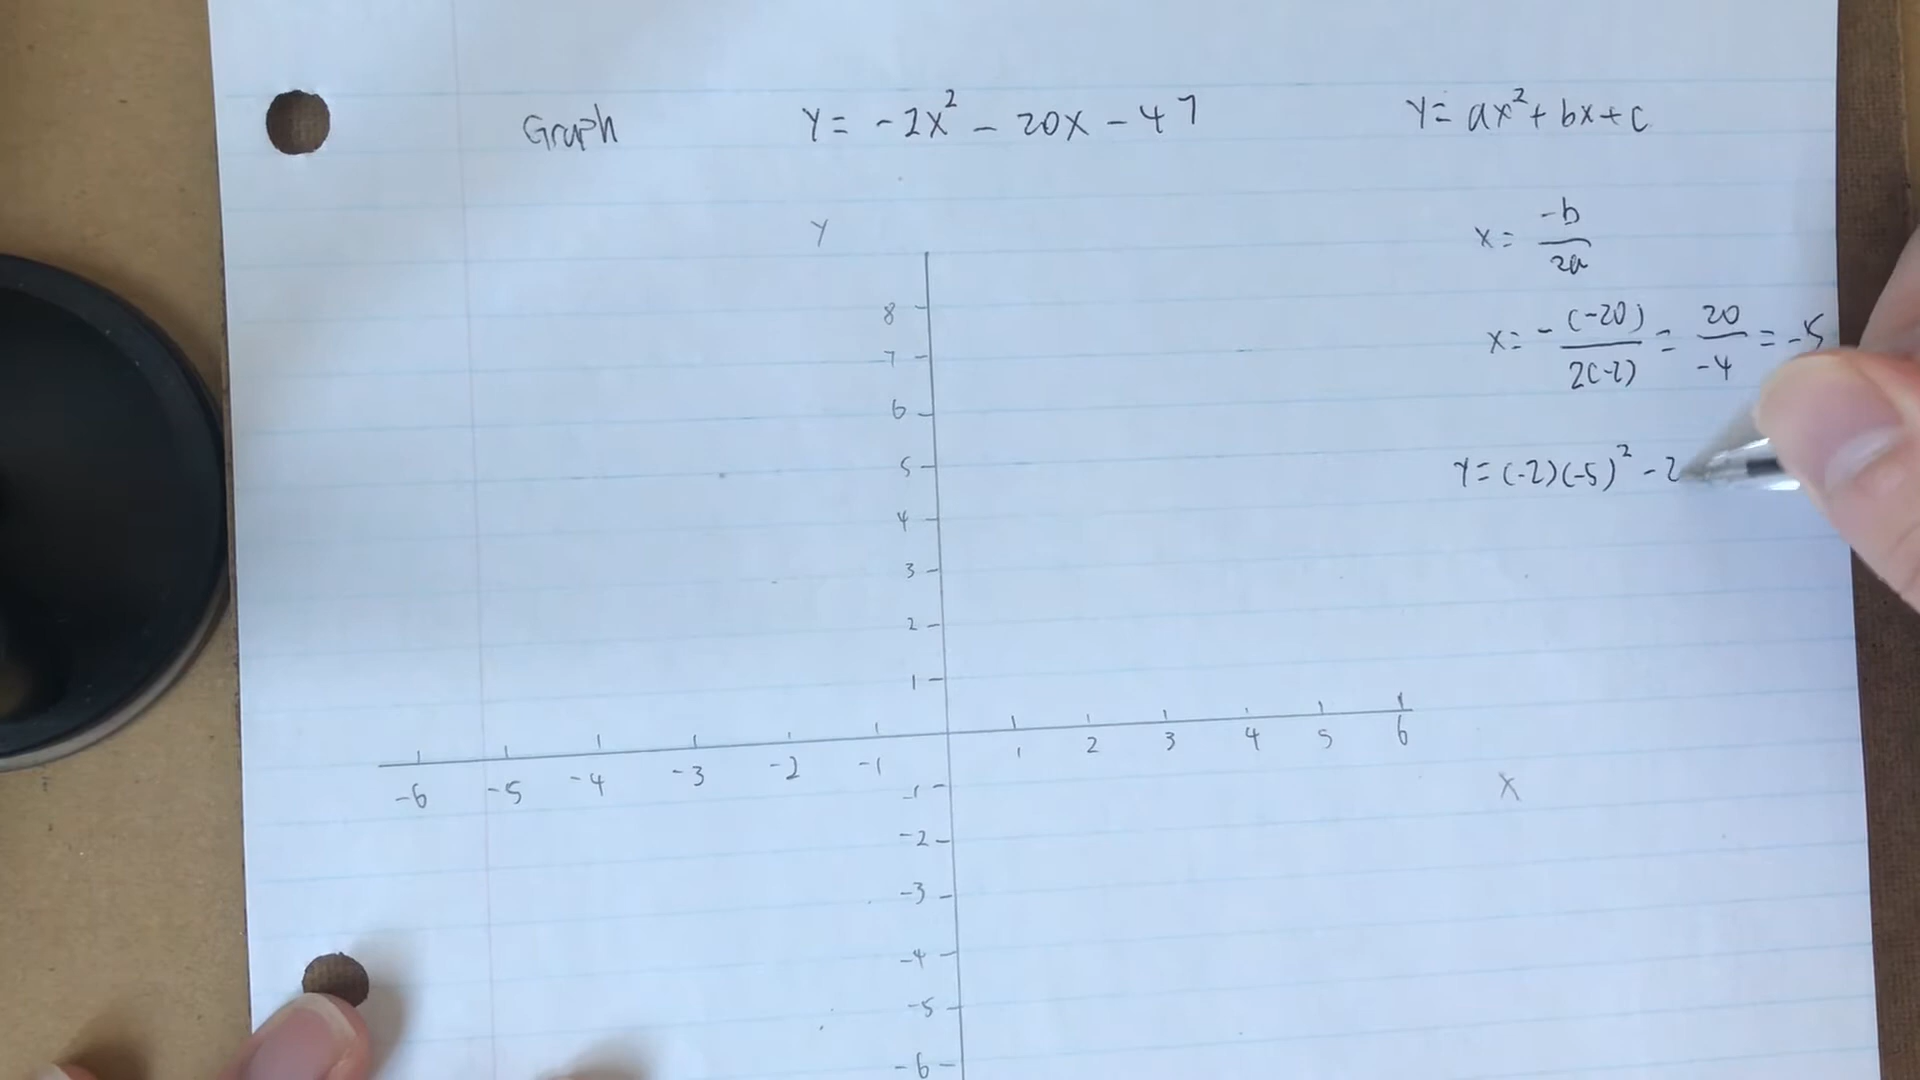 Graph y = -2x² - 20x - 47 y = ax² + bx + c
y
x = -b/2a
8
x = -(-20)/2(-2) = 20/-4 = -5
7
6
5 y = (-2)(-5)² - 2
4
3
2
1
-6 -5 -4 -3 -2 -1 1 2 3 4 5 6
x
-1
-2
-3
-4
-5
-6